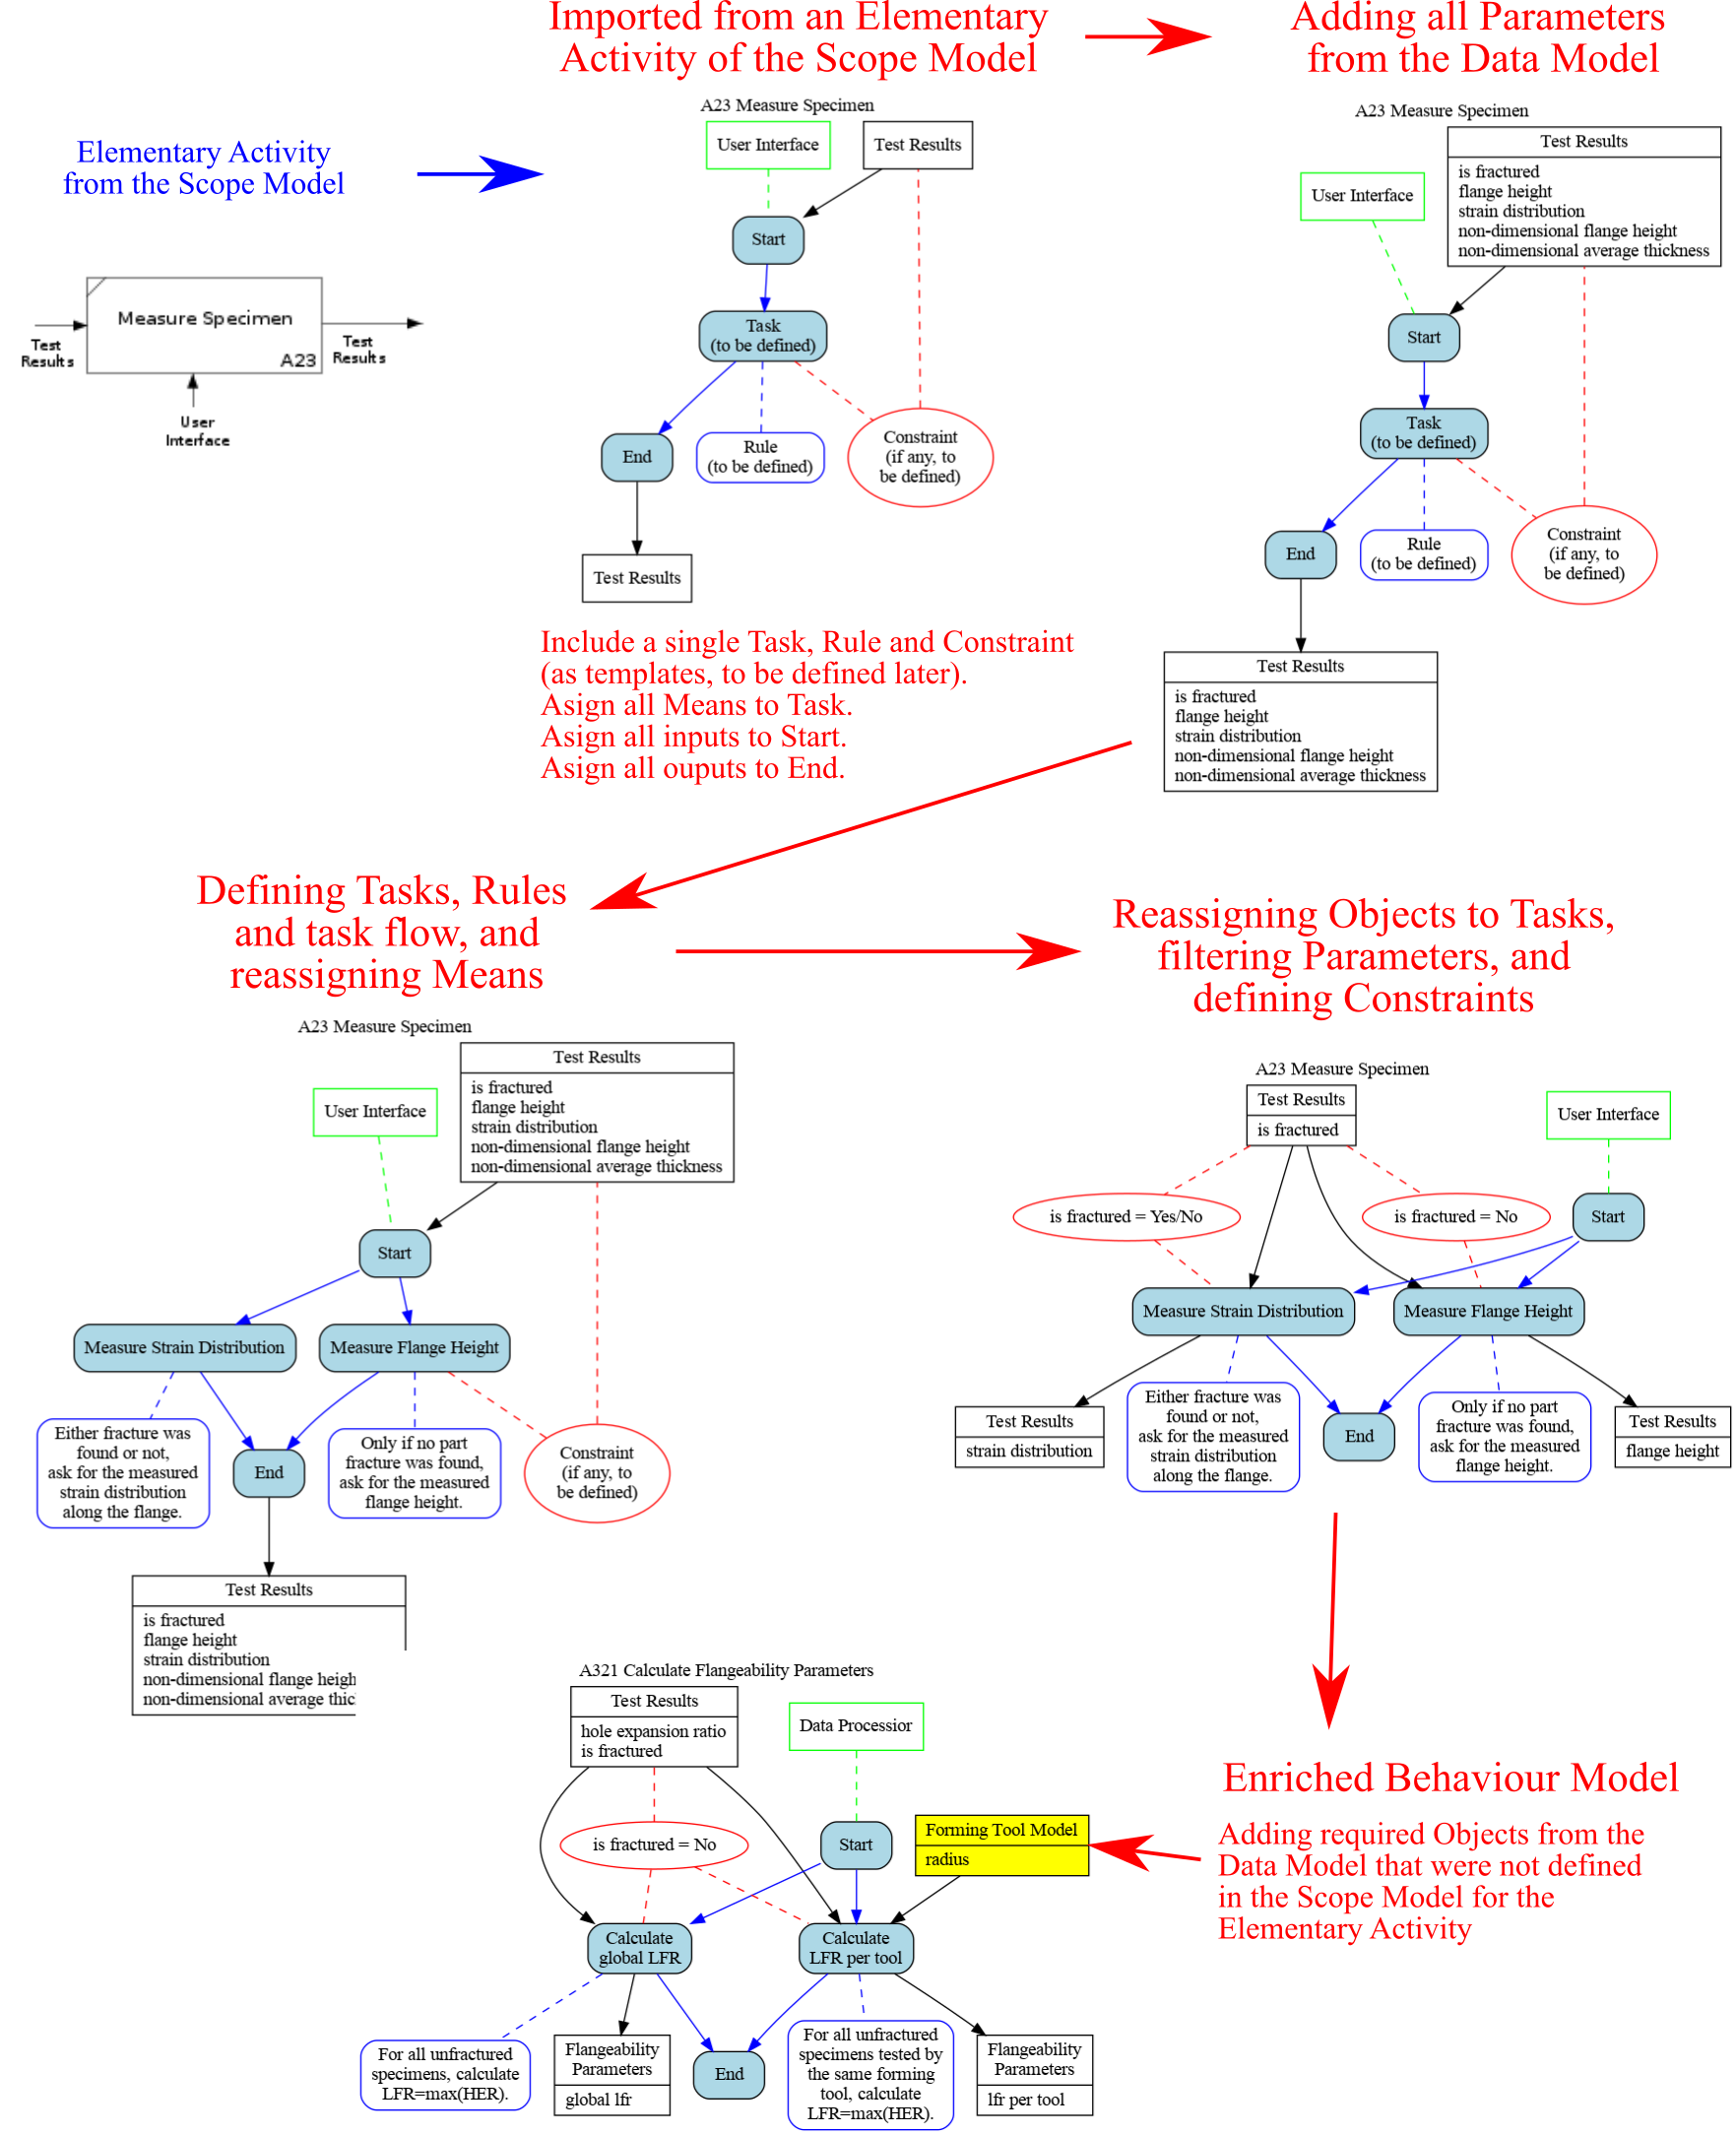 Imported from an Elementary
Activity of the Scope Model
Adding all Parameters
from the Data Model
Elementary Activity
from the Scope Model
Measure Specimen
A23
Test
Results
Test
Results
User
Interface
A23 Measure Specimen
User Interface
Test Results
Start
Task
(to be defined)
End
Rule
(to be defined)
Constraint
(if any, to
be defined)
Test Results
Include a single Task, Rule and Constraint
(as templates, to be defined later).
Asign all Means to Task.
Asign all inputs to Start.
Asign all ouputs to End.
A23 Measure Specimen
Test Results
is fractured
flange height
strain distribution
non-dimensional flange height
non-dimensional average thickness
User Interface
Start
Task
(to be defined)
End
Rule
(to be defined)
Constraint
(if any, to
be defined)
Test Results
is fractured
flange height
strain distribution
non-dimensional flange height
non-dimensional average thickness
Defining Tasks, Rules
and task flow, and
reassigning Means
A23 Measure Specimen
Test Results
is fractured
flange height
strain distribution
non-dimensional flange height
non-dimensional average thickness
User Interface
Start
Measure Strain Distribution
Measure Flange Height
Either fracture was
found or not,
ask for the measured
strain distribution
along the flange.
End
Only if no part
fracture was found,
ask for the measured
flange height.
Constraint
(if any, to
be defined)
Test Results
is fractured
flange height
strain distribution
non-dimensional flange heigh
non-dimensional average thic
Reassigning Objects to Tasks,
filtering Parameters, and
defining Constraints
A23 Measure Specimen
Test Results
is fractured
User Interface
is fractured = Yes/No
is fractured = No
Start
Measure Strain Distribution
Measure Flange Height
Test Results
strain distribution
Either fracture was
found or not,
ask for the measured
strain distribution
along the flange.
End
Only if no part
fracture was found,
ask for the measured
flange height.
Test Results
flange height
Enriched Behaviour Model
Adding required Objects from the
Data Model that were not defined
in the Scope Model for the
Elementary Activity
A321 Calculate Flangeability Parameters
Test Results
hole expansion ratio
is fractured
Data Processior
is fractured = No
Start
Forming Tool Model
radius
Calculate
global LFR
Calculate
LFR per tool
For all unfractured
specimens, calculate
LFR=max(HER).
Flangeability
Parameters
global lfr
End
For all unfractured
specimens tested by
the same forming
tool, calculate
LFR=max(HER).
Flangeability
Parameters
lfr per tool